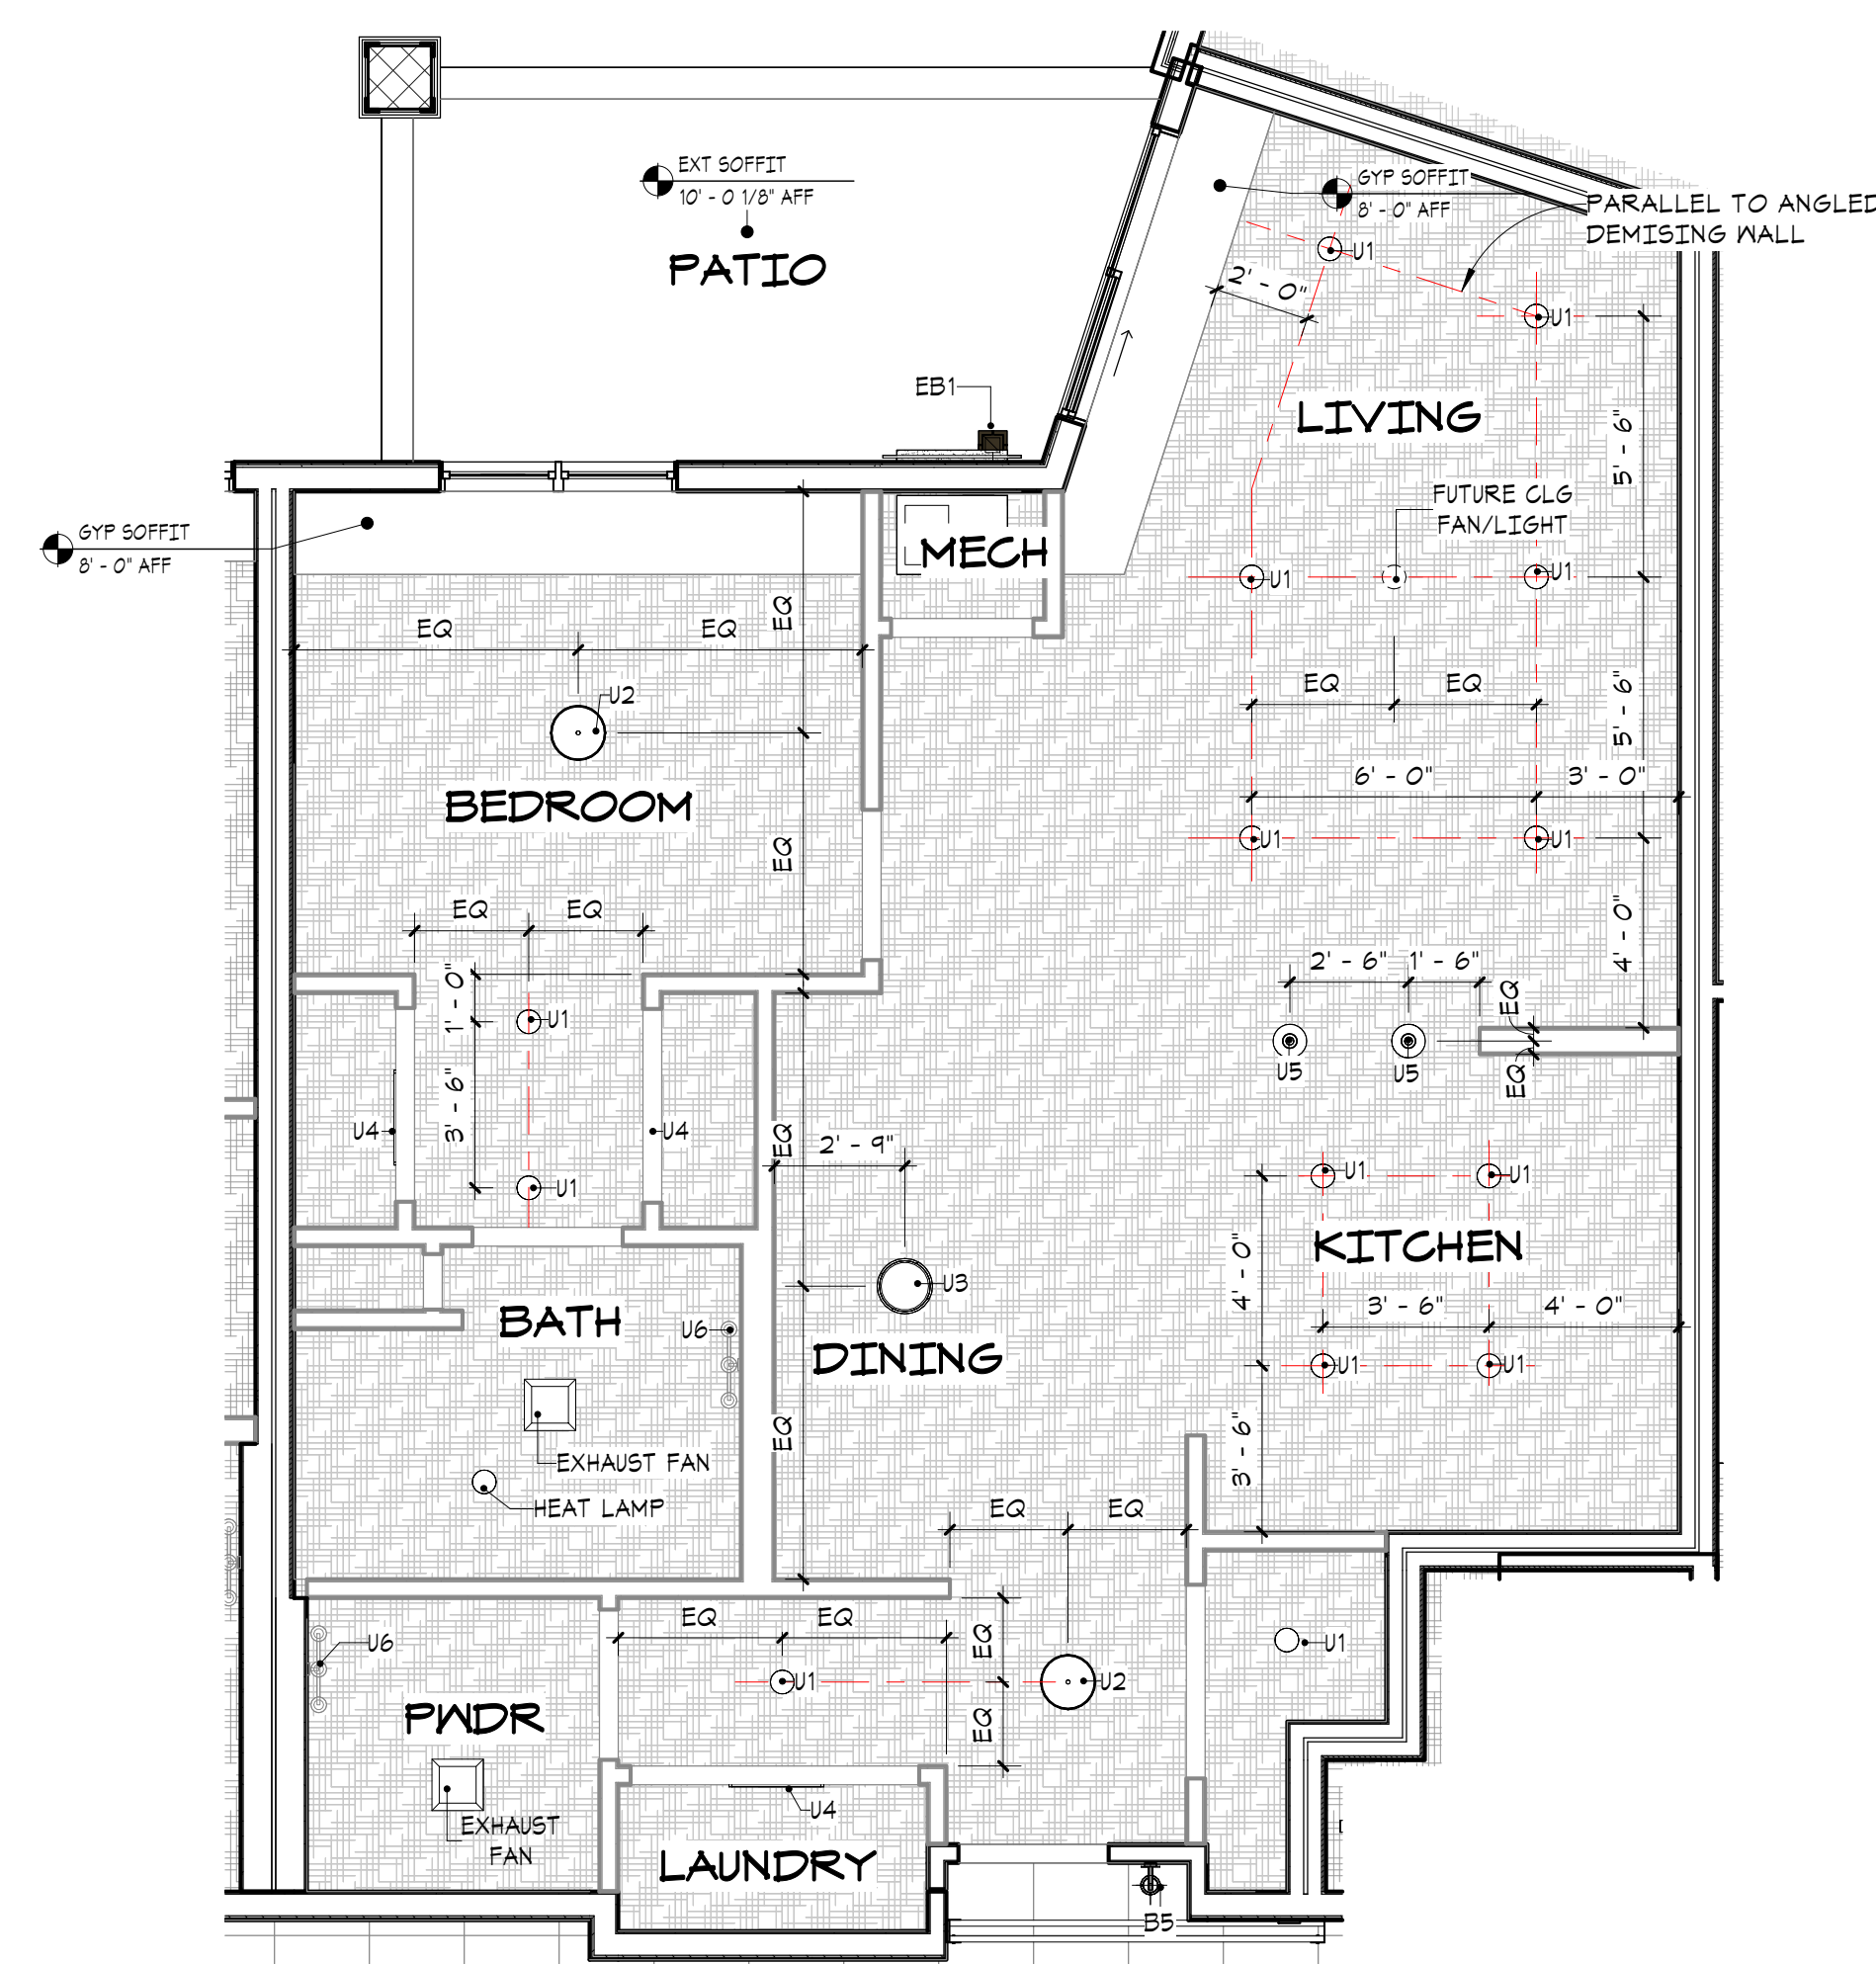 EXT SOFFIT
10' - 0 1/8" AFF
PATIO
GYP SOFFIT
8' - 0" AFF
PARALLEL TO ANGLED
DEMISING WALL
U1
2' - 0"
U1
EB1
LIVING
5' - 6"
FUTURE CLG
FAN/LIGHT
GYP SOFFIT
8' - 0" AFF
MECH
U1
U1
EQ
EQ
EQ
U2
EQ
EQ
5' - 6"
BEDROOM
6' - 0"
3' - 0"
EQ
U1
U1
EQ
EQ
4' - 0"
2' - 6"
1' - 6"
EQ
1' - 0"
U1
U5
U5
EQ
3' - 6"
U4
U4
EQ
2' - 9"
U1
U1
U1
4' - 0"
KITCHEN
U3
3' - 6"
4' - 0"
BATH
U6
DINING
U1
U1
EQ
3' - 6"
EXHAUST FAN
HEAT LAMP
EQ
EQ
EQ
EQ
EQ
U6
U1
U1
U2
PWDR
EQ
EXHAUST
FAN
U4
LAUNDRY
B5